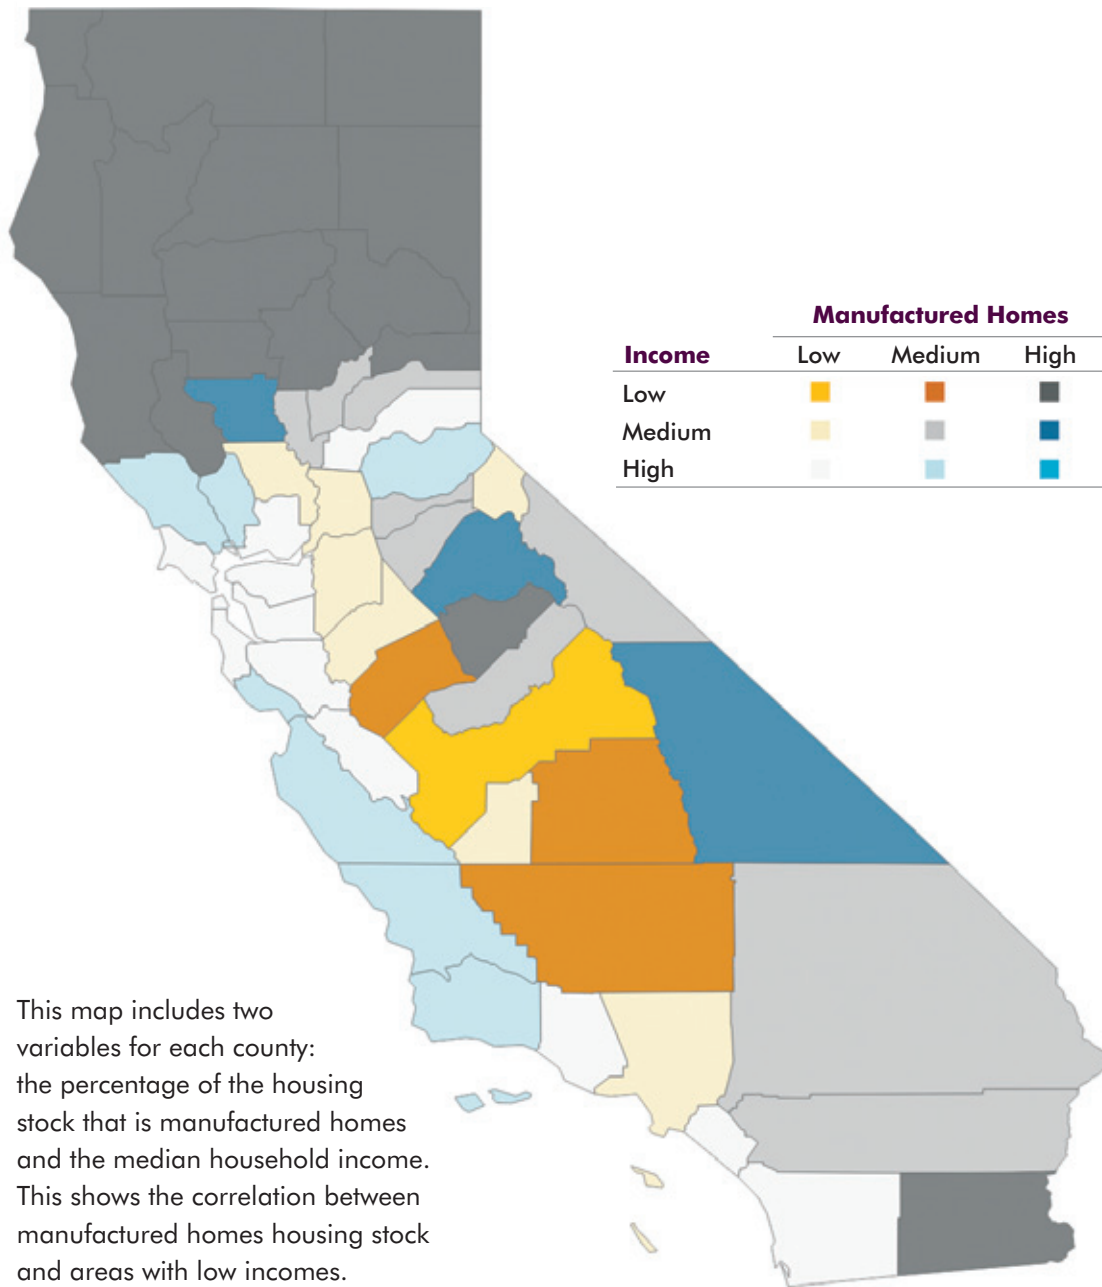 Manufactured Homes
Income Low Medium High
Low
Medium
High
This map includes two
variables for each county:
the percentage of the housing
stock that is manufactured homes
and the median household income.
This shows the correlation between
manufactured homes housing stock
and areas with low incomes.